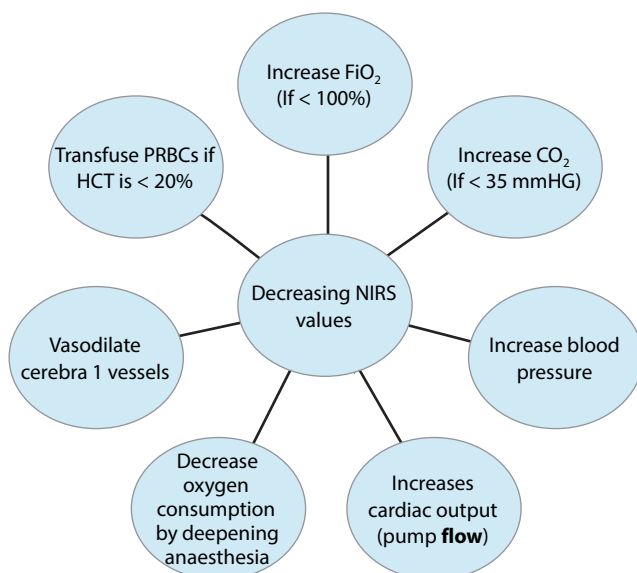 Increase FiO₂
(If < 100%)
Transfuse PRBCs if
HCT is < 20%
Increase CO₂
(If < 35 mmHG)
Decreasing NIRS
values
Vasodilate
cerebra 1 vessels
Increase blood
pressure
Decrease
oxygen
consumption
by deepening
anaesthesia
Increases
cardiac output
(pump flow)